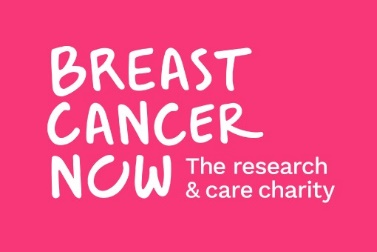 BREAST
CANCER
NOW The research
& care charity